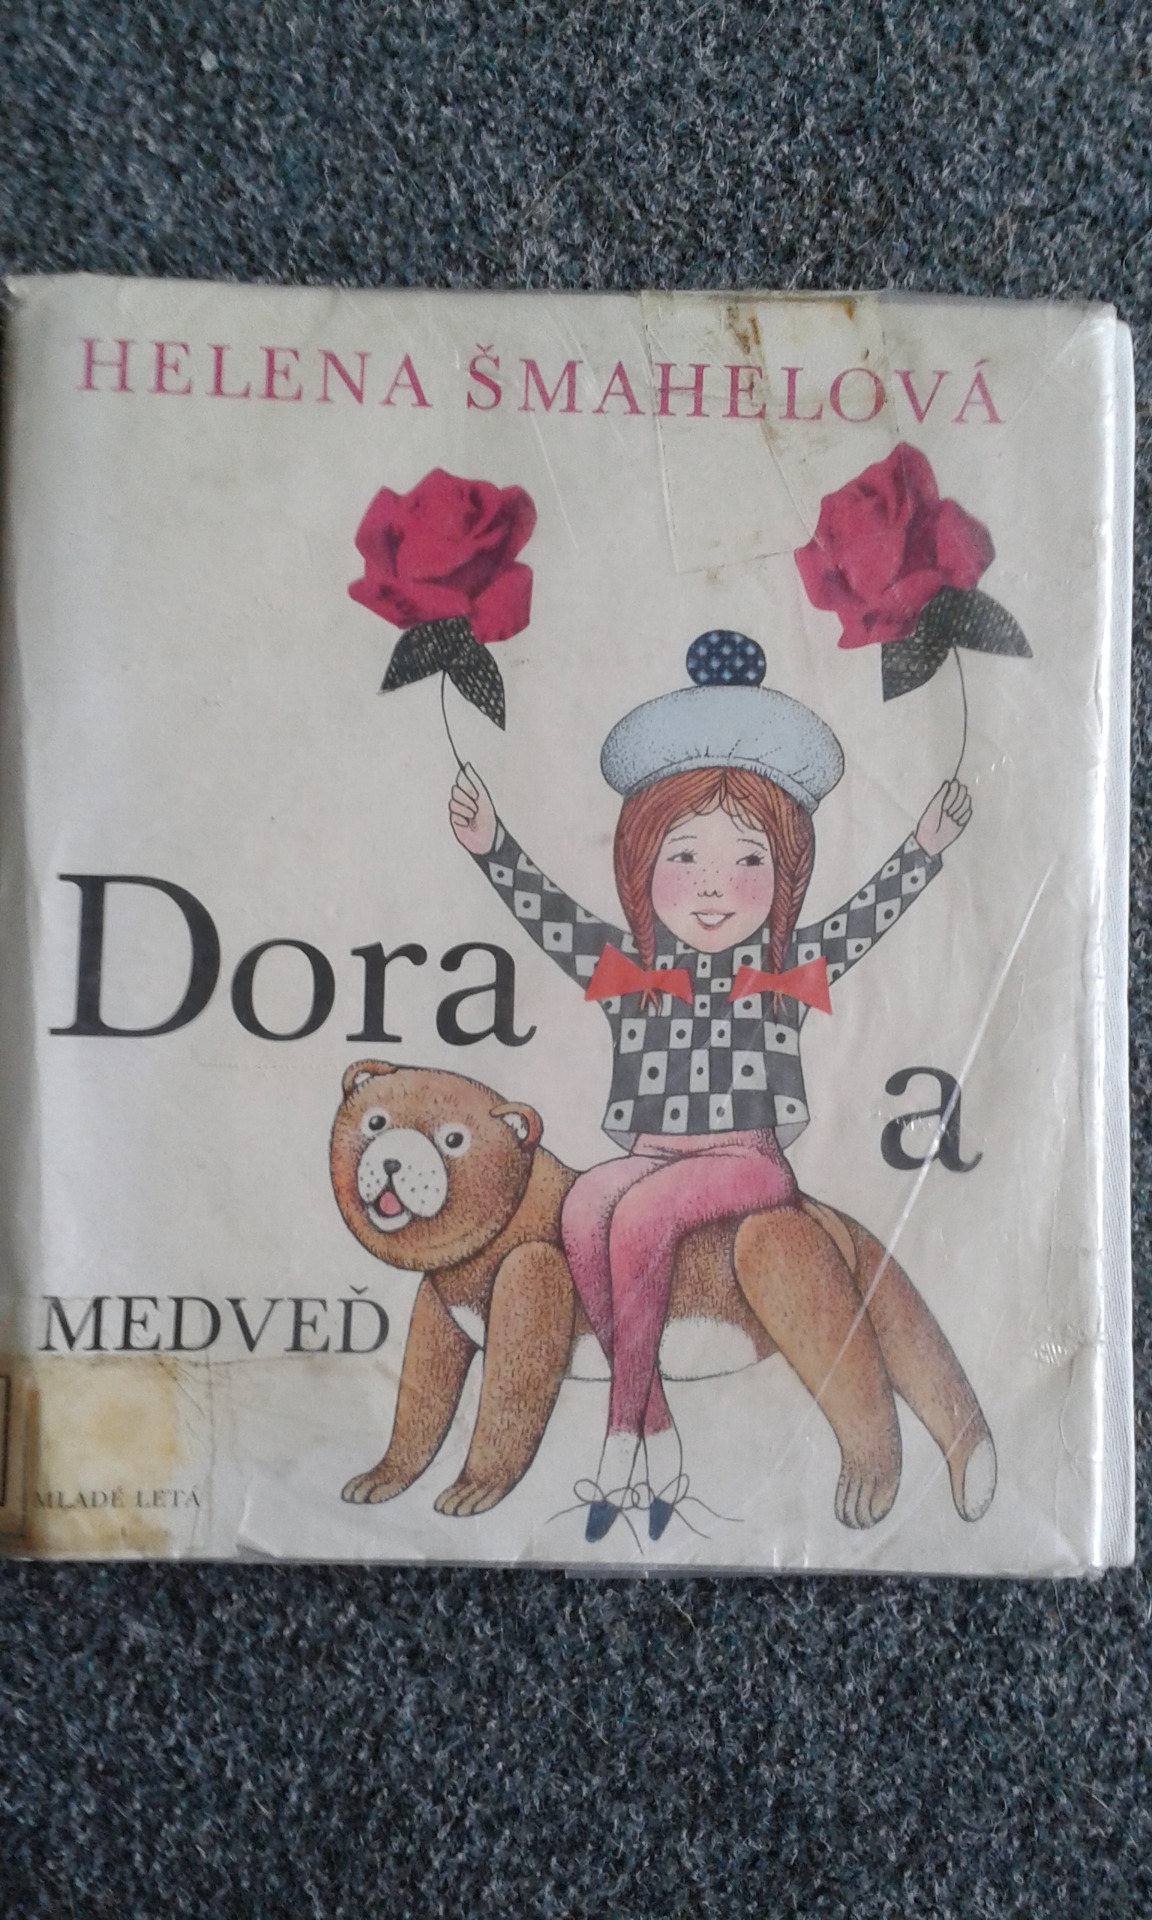 HELENA ŠMAHELOVÁ
Dora
a
MEDVEĎ
MLADÉ LETÁ